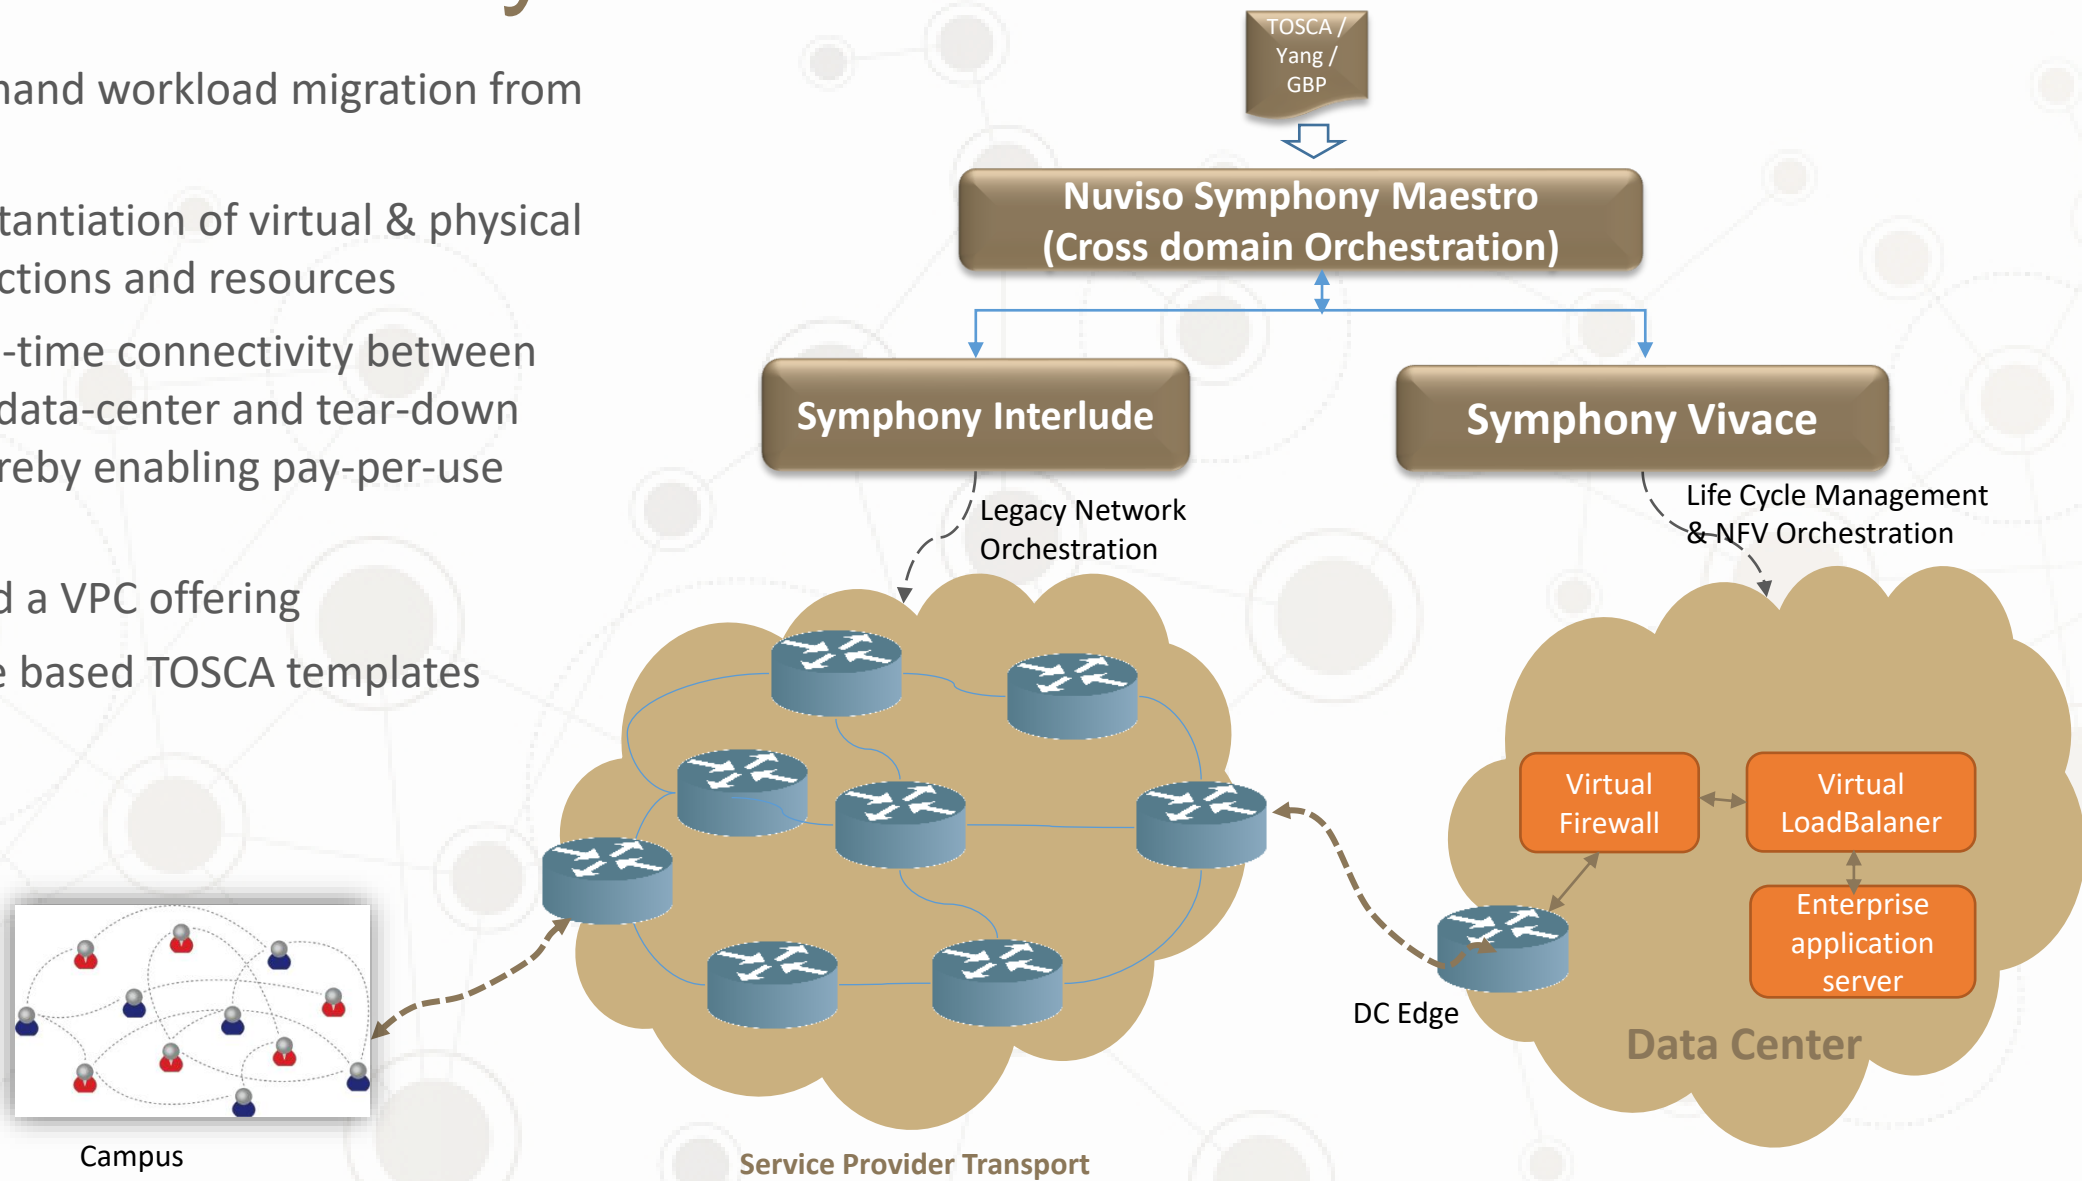 mand workload migration from
stantiation of virtual & physical
ctions and resources
-time connectivity between
data-center and tear-down
reby enabling pay-per-use
d a VPC offering
e based TOSCA templates
TOSCA /
Yang /
GBP
Nuviso Symphony Maestro
(Cross domain Orchestration)
Symphony Interlude
Symphony Vivace
Legacy Network
Orchestration
Life Cycle Management
& NFV Orchestration
Virtual
Firewall
Virtual
LoadBalaner
Enterprise
application
server
DC Edge
Data Center
Campus
Service Provider Transport